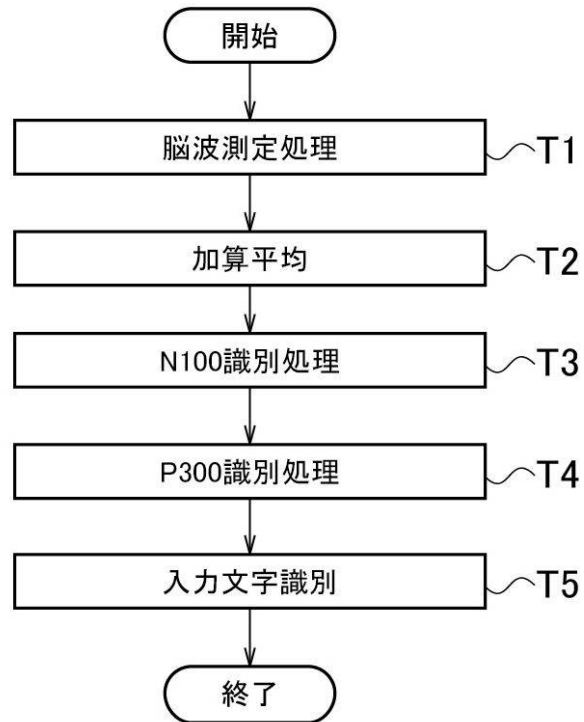 開始
脳波測定処理 T1
加算平均 T2
N100識別処理 T3
P300識別処理 T4
入力文字識別 T5
終了